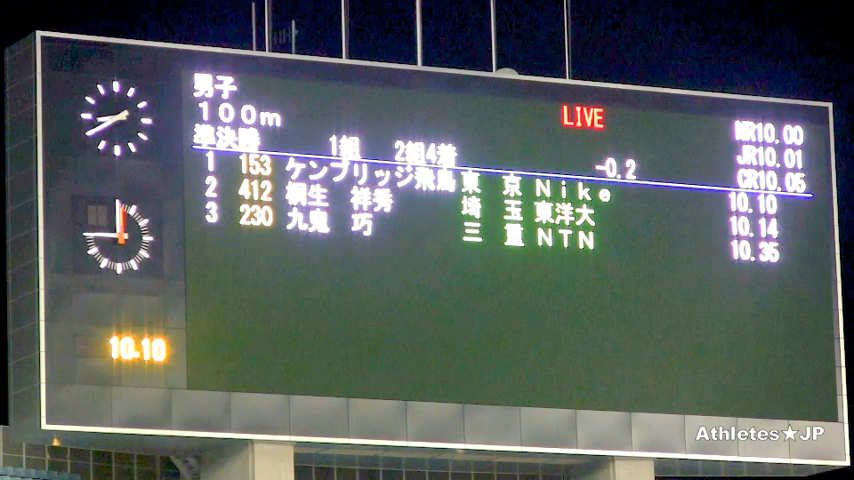 男子
LIVE
100m
NR10.00
準決勝 1組 2組4着
JR10.01
-0.2
CR10.05
1 153 ケンブリッジ飛鳥 東 京 Nike 10.10
2 412 桐生 祥秀 埼 玉 東洋大 10.14
3 230 九鬼 巧 三 重 NTN 10.35
10.10
Athletes★JP